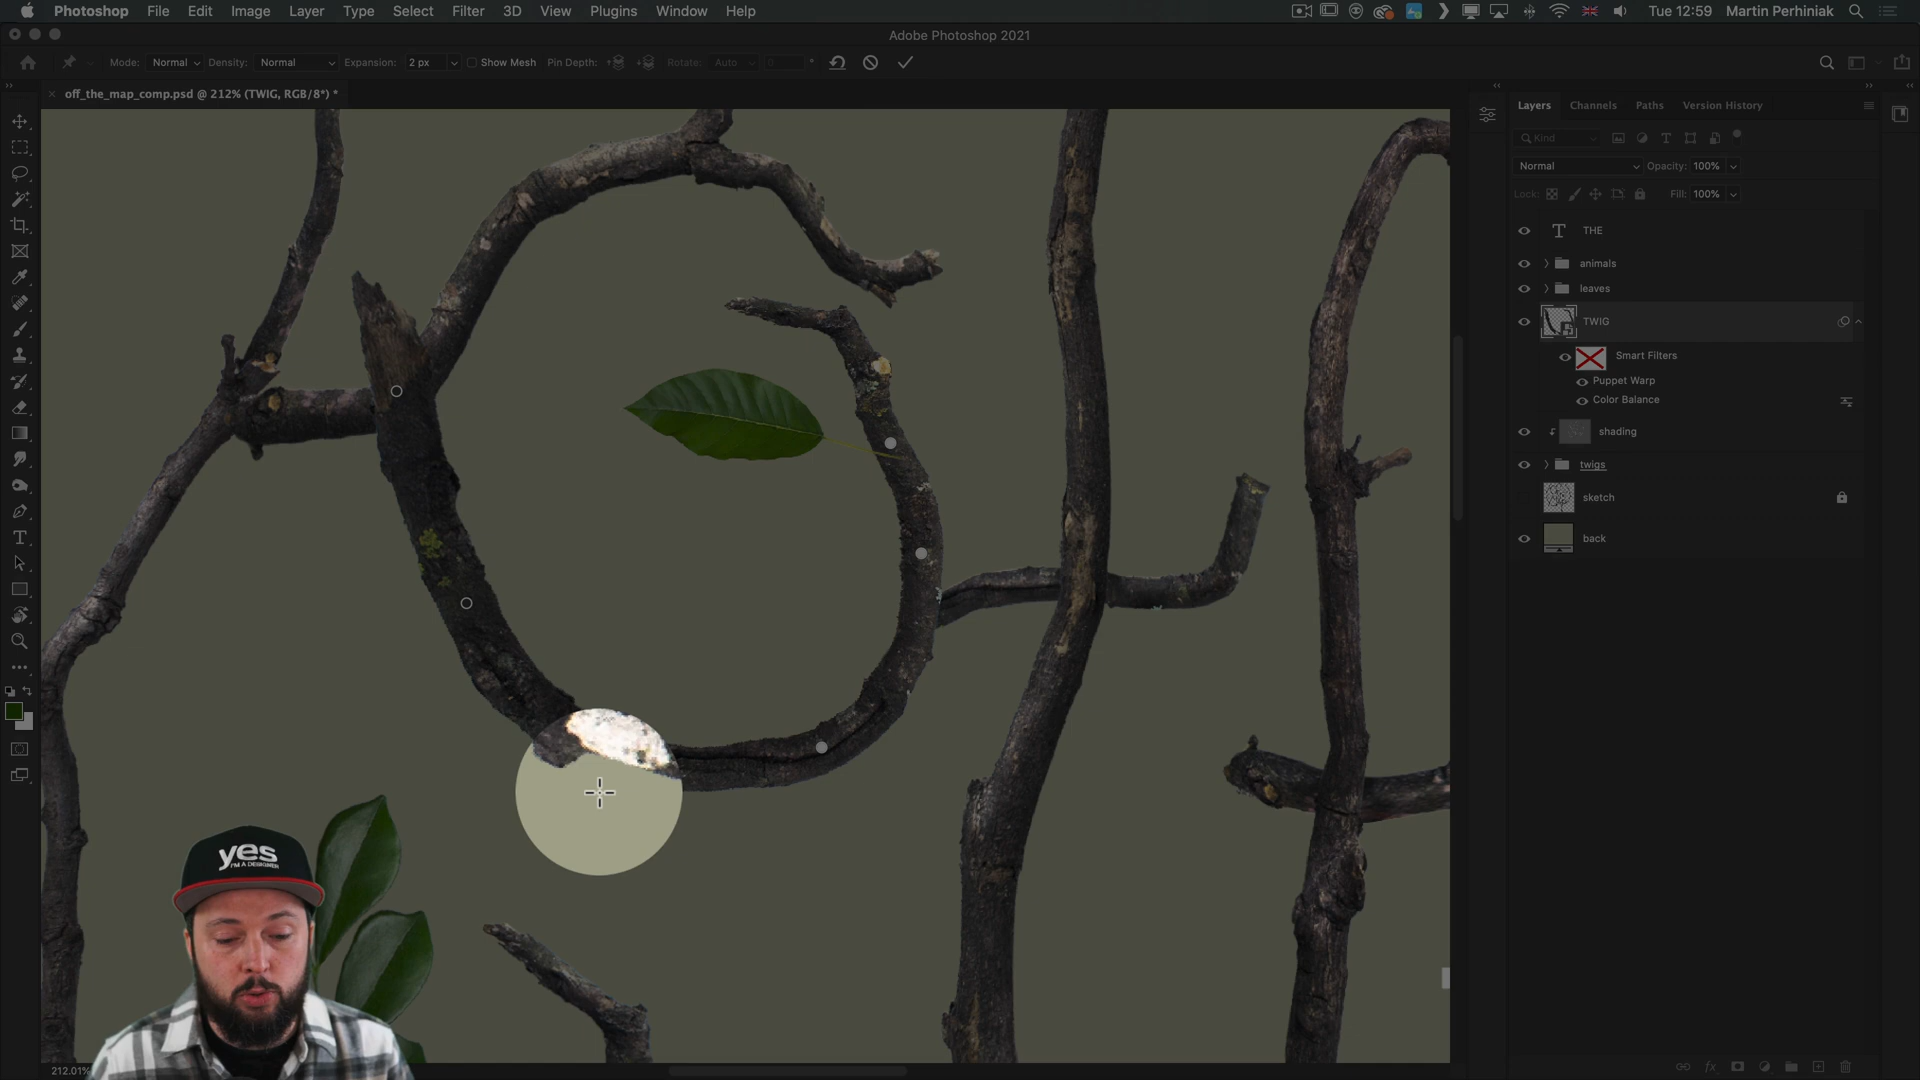 Photoshop File Edit Image Layer Type Select Filter 3D View Plugins Window Help Tue 12:59 Martin Perhiniak
Adobe Photoshop 2021
Mode: Normal Density: Normal Expansion: 2 px Show Mesh Pin Depth: Rotate: Auto 0 °
× off_the_map_comp.psd @ 212% (TWIG, RGB/8*) *
Layers Channels Paths Version History
Kind
Normal Opacity: 100%
Lock: Fill: 100%
THE
animals
leaves
TWIG
Smart Filters
Puppet Warp
Color Balance
shading
twigs
sketch
back
yes
I'M A DESIGNER
212.01%